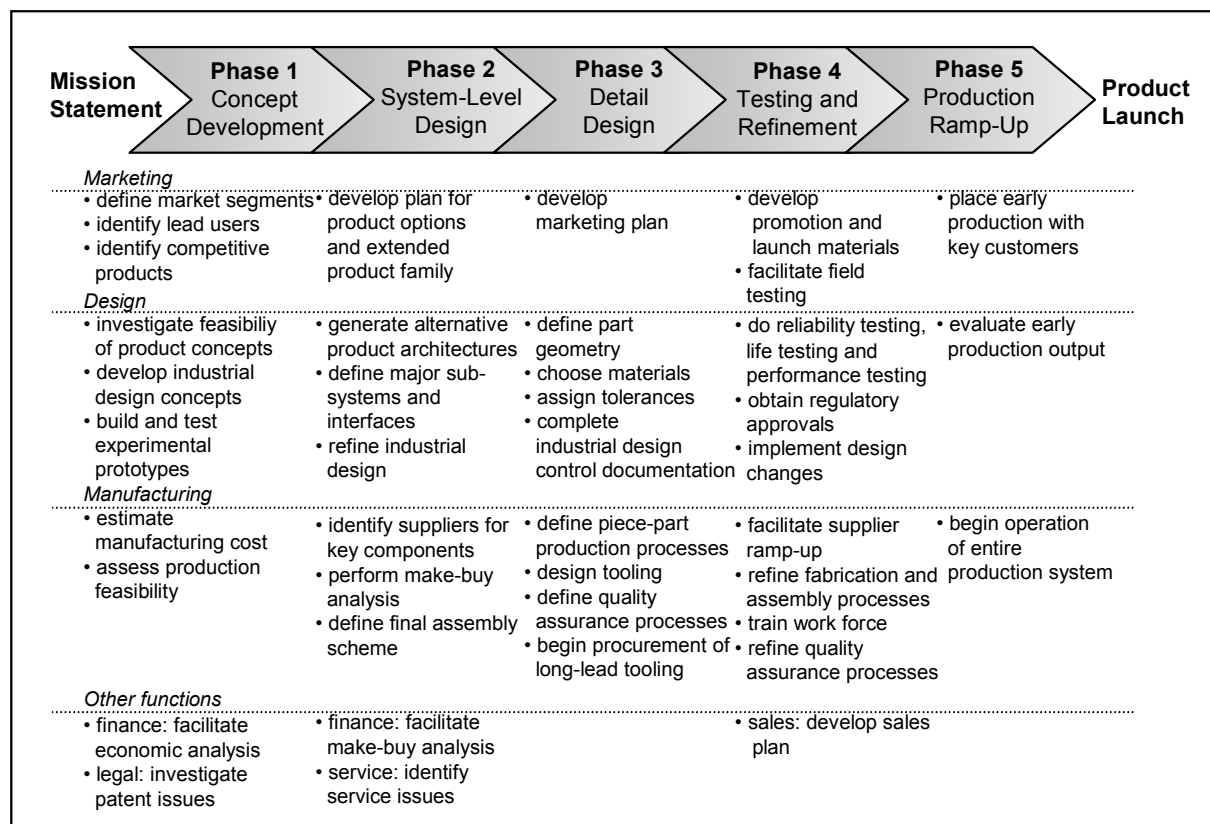 Mission
Statement
Phase 1
Concept
Development
Phase 2
System-Level
Design
Phase 3
Detail
Design
Phase 4
Testing and
Refinement
Phase 5
Production
Ramp-Up
Product
Launch
Marketing
• define market segments
• identify lead users
• identify competitive
products
• develop plan for
product options
and extended
product family
• develop
marketing plan
• develop
promotion and
launch materials
• facilitate field
testing
• place early
production with
key customers
Design
• investigate feasibiliy
of product concepts
• develop industrial
design concepts
• build and test
experimental
prototypes
• generate alternative
product architectures
• define major sub-
systems and
interfaces
• refine industrial
design
• define part
geometry
• choose materials
• assign tolerances
• complete
industrial design
control documentation
• do reliability testing,
life testing and
performance testing
• obtain regulatory
approvals
• implement design
changes
• evaluate early
production output
Manufacturing
• estimate
manufacturing cost
• assess production
feasibility
• identify suppliers for
key components
• perform make-buy
analysis
• define final assembly
scheme
• define piece-part
production processes
• design tooling
• define quality
assurance processes
• begin procurement of
long-lead tooling
• facilitate supplier
ramp-up
• refine fabrication and
assembly processes
• train work force
• refine quality
assurance processes
• begin operation
of entire
production system
Other functions
• finance: facilitate
economic analysis
• legal: investigate
patent issues
• finance: facilitate
make-buy analysis
• service: identify
service issues
• sales: develop sales
plan